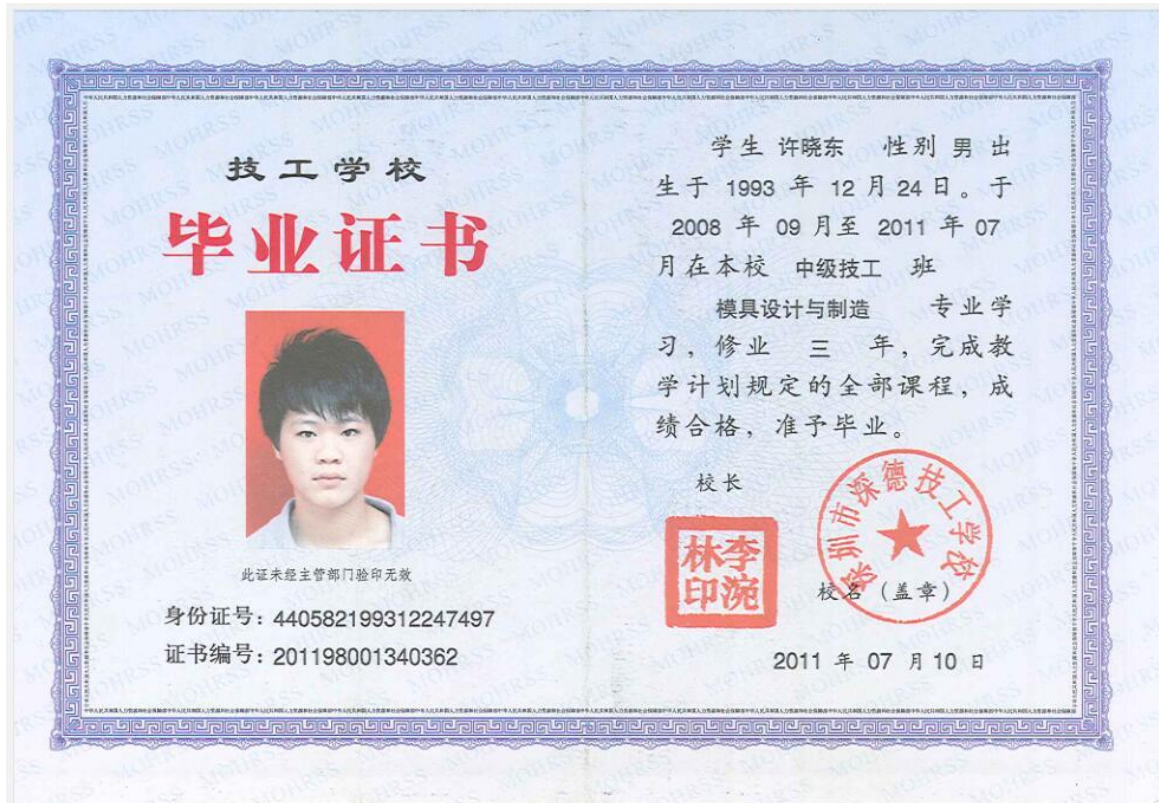 技工学校
毕业证书
此证未经主管部门验印无效
身份证号：440582199312247497
证书编号：201198001340362
学生 许晓东 性别 男 出
生于 1993 年 12 月 24 日。于
2008 年 09 月至 2011 年 07
月在本校 中级技工 班
模具设计与制造 专业学
习，修业 三 年，完成教
学计划规定的全部课程，成
绩合格，准予毕业。
校长
李涴林印
深圳市深德技工学校
校名（盖章）
2011 年 07 月 10 日
MOHRSS